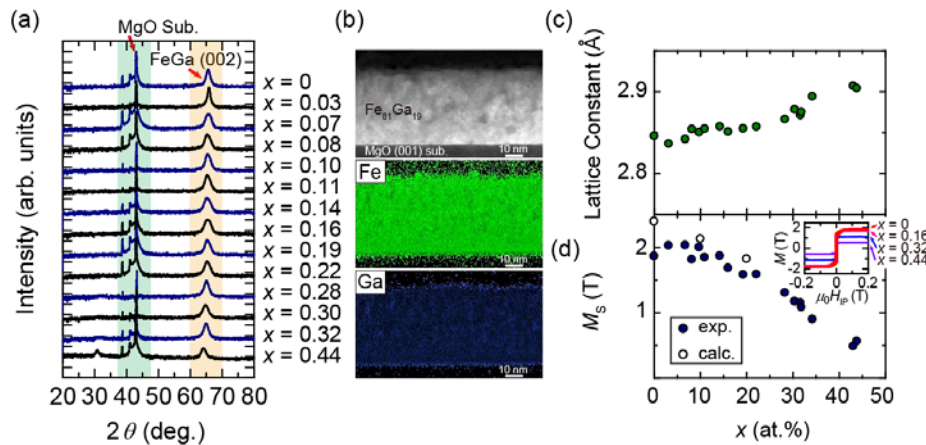 (a)
MgO Sub.
FeGa (002)
x = 0
x = 0.03
x = 0.07
x = 0.08
x = 0.10
x = 0.11
x = 0.14
x = 0.16
x = 0.19
x = 0.22
x = 0.28
x = 0.30
x = 0.32
x = 0.44
Intensity (arb. units)
20 30 40 50 60 70 80
2 θ (deg.)
(b)
Fe81Ga19
MgO (001) sub
10 nm
Fe
10 nm
Ga
10 nm
(c)
Lattice Constant (Å)
2.9
2.8
(d)
MS (T)
2
1
0
M (T)
2
0
-2
-0.2 0 0.2
μ0HIP (T)
x = 0
x = 0.16
x = 0.32
x = 0.44
exp.
calc.
0 10 20 30 40 50
x (at.%)